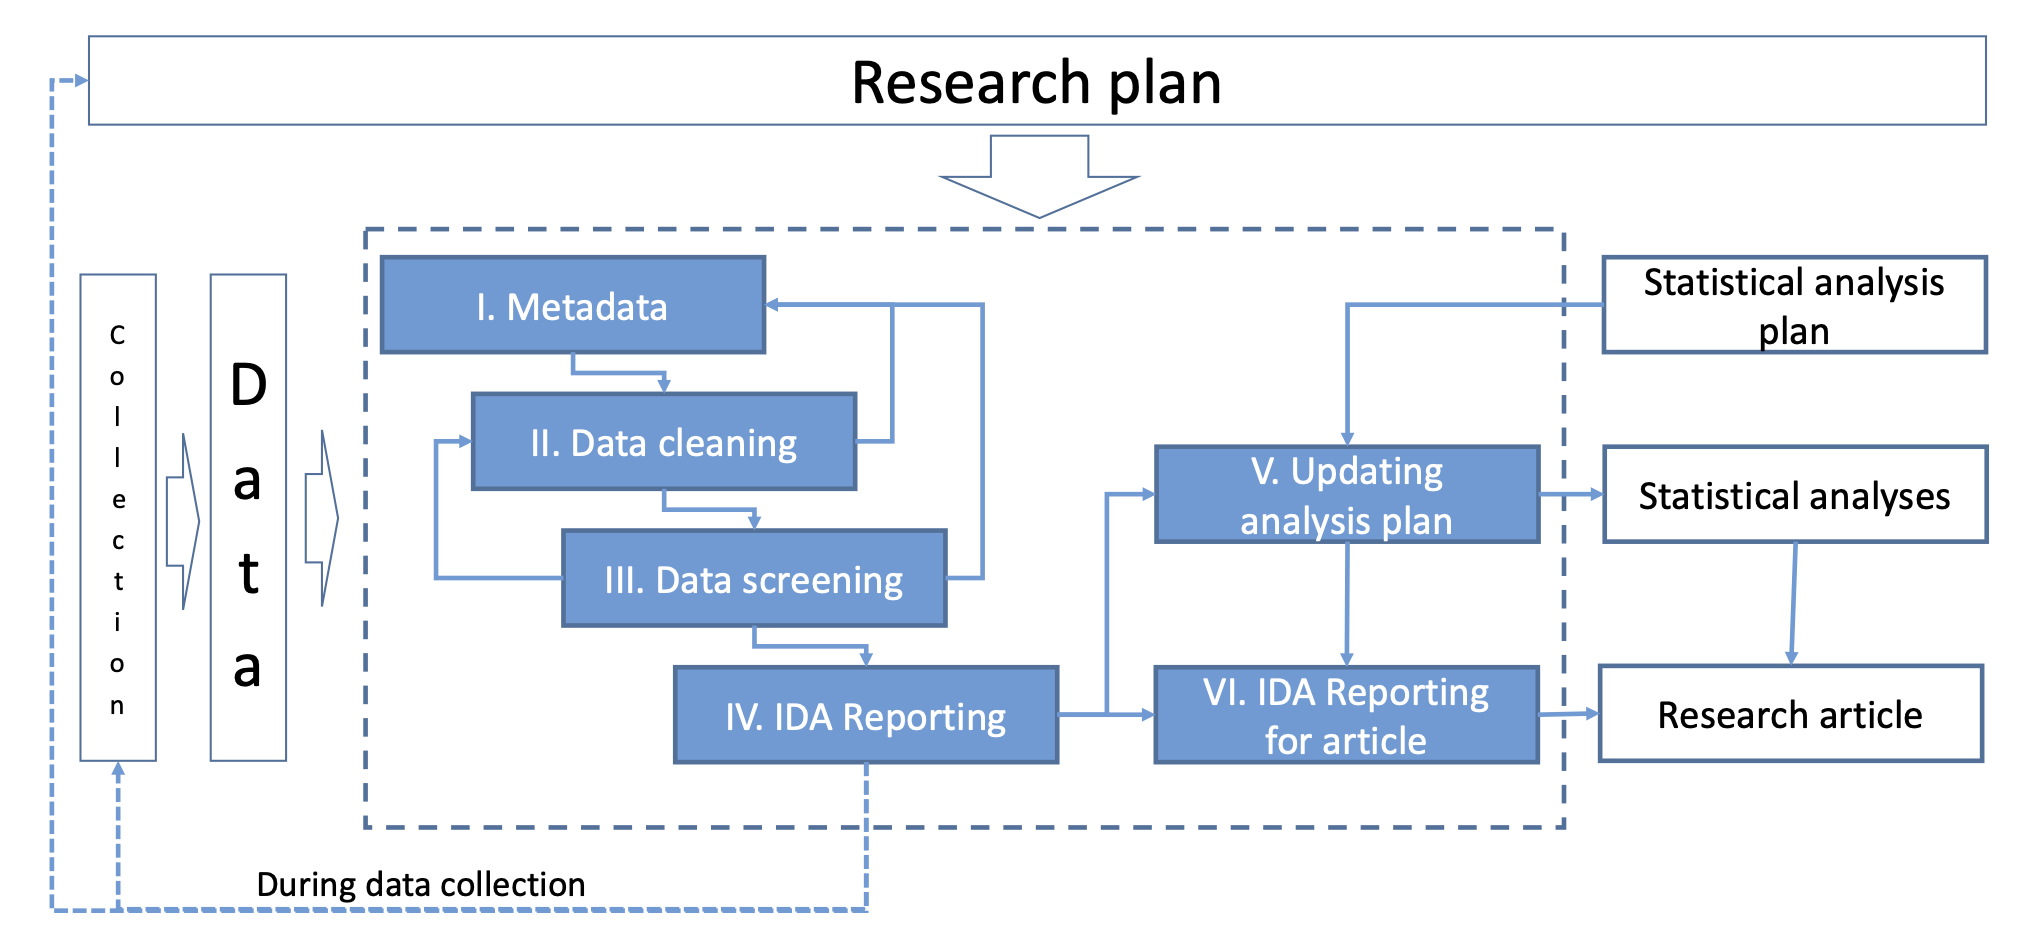 Research plan
Collection
Data
I. Metadata
II. Data cleaning
III. Data screening
IV. IDA Reporting
V. Updating
analysis plan
VI. IDA Reporting
for article
Statistical analysis
plan
Statistical analyses
Research article
During data collection